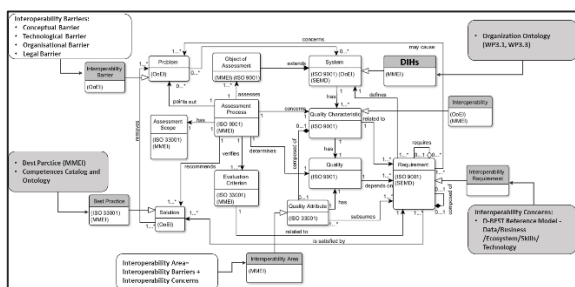 Interoperability Barriers:
• Conceptual Barrier
• Technological Barrier
• Organisational Barrier
• Legal Barrier
Interoperability
Barrier
(OoEI)
Problem
(OoEI)
Object of
Assessment
(MMEI) (ISO 9001)
System
(ISO 9001) (OoEI)
(SEMD)
DIHs
(MMEI)
Organization Ontology
(WP3.1, WP3.3)
concerns
may cause
extends
assesses
points out
has
defines
Assessment
Scope
(ISO 33001)
(MMEI)
Assessment
Process
(ISO 9001)
(MMEI)
concerns
Quality Characteristic
(ISO 9001)
related to
Interoperability
(OoEI)
(MMEI)
has
removes
verifies
recommends
determines
composed of
has
requires
Evaluation
Criterion
(ISO 33001)
(MMEI)
Quality
(ISO 9001)
depends on
Requirement
(ISO 9001)
(SEMD)
composed of
Interoperability
Requirement
Best Parctice (MMEI)
• Competences Catalog and
Ontology
Best Practice
(ISO 33001)
(MMEI)
Solution
(OoEI)
Quality Attribute
(ISO 33001)
has
subsumes
related to
is satisfied by
Interoperability Concerns:
• D-BEST Reference Model -
Data/Business
/Ecosystem/Skills/
Technology
Interoperability Area=
Interoperability Barriers +
Interoperability Concerns
Interoperability Area
(MMEI)